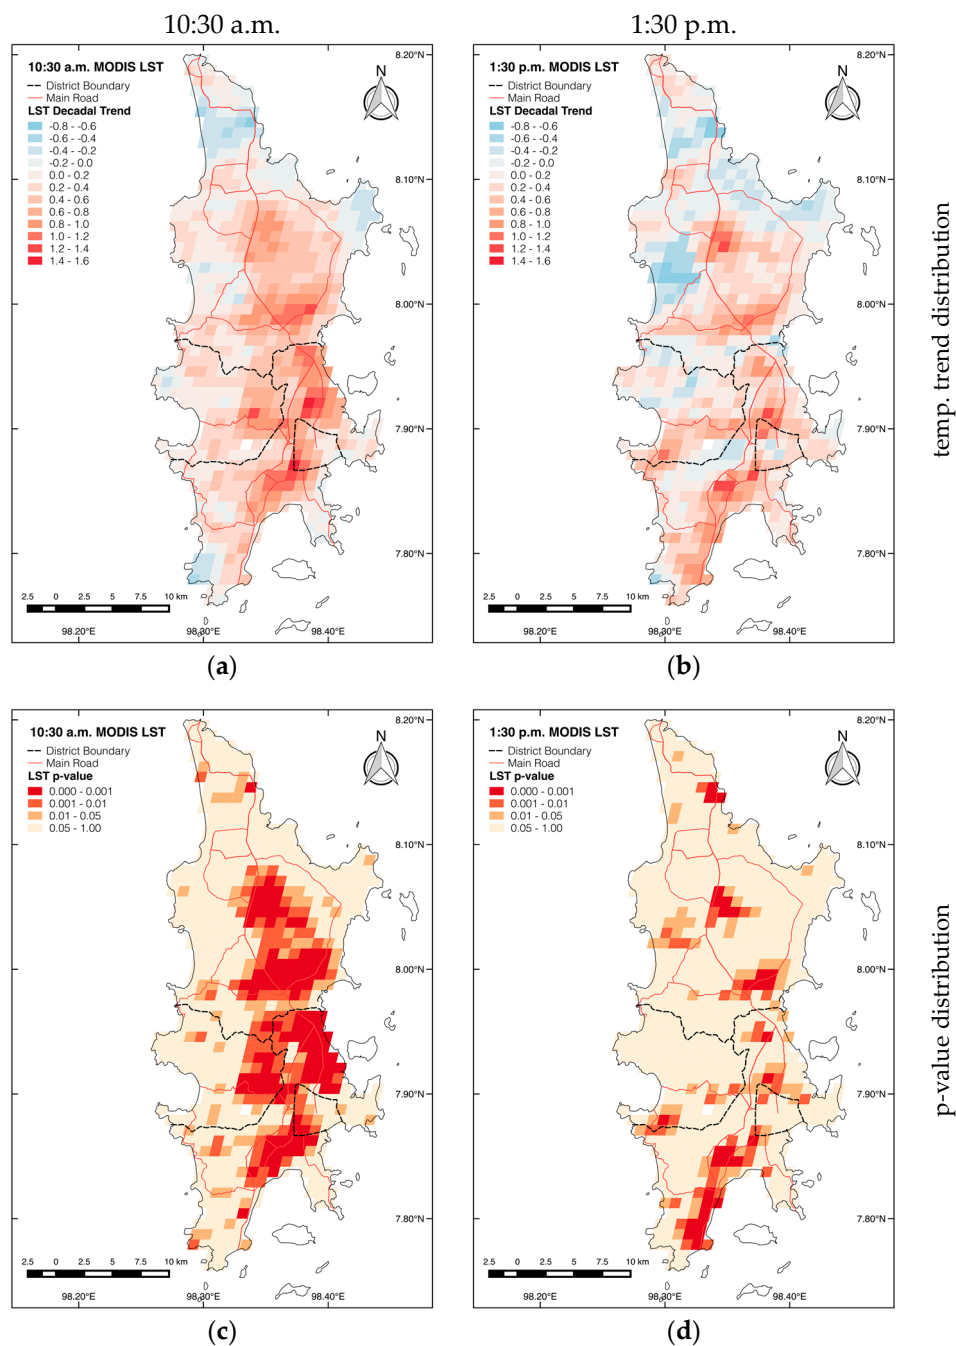 10:30 a.m.
1:30 p.m.
10:30 a.m. MODIS LST
District Boundary
Main Road
LST Decadal Trend
-0.8 - -0.6
-0.6 - -0.4
-0.4 - -0.2
-0.2 - 0.0
0.0 - 0.2
0.2 - 0.4
0.4 - 0.6
0.6 - 0.8
0.8 - 1.0
1.0 - 1.2
1.2 - 1.4
1.4 - 1.6
N
8.20°N
8.10°N
8.00°N
7.90°N
7.80°N
2.5 0 2.5 5 7.5 10 km
98.20°E 98.30°E 98.40°E
(a)
1:30 p.m. MODIS LST
District Boundary
Main Road
LST Decadal Trend
-0.8 - -0.6
-0.6 - -0.4
-0.4 - -0.2
-0.2 - 0.0
0.0 - 0.2
0.2 - 0.4
0.4 - 0.6
0.6 - 0.8
0.8 - 1.0
1.0 - 1.2
1.2 - 1.4
1.4 - 1.6
N
8.20°N
8.10°N
8.00°N
7.90°N
7.80°N
2.5 0 2.5 5 7.5 10 km
98.20°E 98.30°E 98.40°E
(b)
temp. trend distribution
10:30 a.m. MODIS LST
District Boundary
Main Road
LST p-value
0.000 - 0.001
0.001 - 0.01
0.01 - 0.05
0.05 - 1.00
N
8.20°N
8.10°N
8.00°N
7.90°N
7.80°N
2.5 0 2.5 5 7.5 10 km
98.20°E 98.30°E 98.40°E
(c)
1:30 p.m. MODIS LST
District Boundary
Main Road
LST p-value
0.000 - 0.001
0.001 - 0.01
0.01 - 0.05
0.05 - 1.00
N
8.20°N
8.10°N
8.00°N
7.90°N
7.80°N
2.5 0 2.5 5 7.5 10 km
98.20°E 98.30°E 98.40°E
(d)
p-value distribution